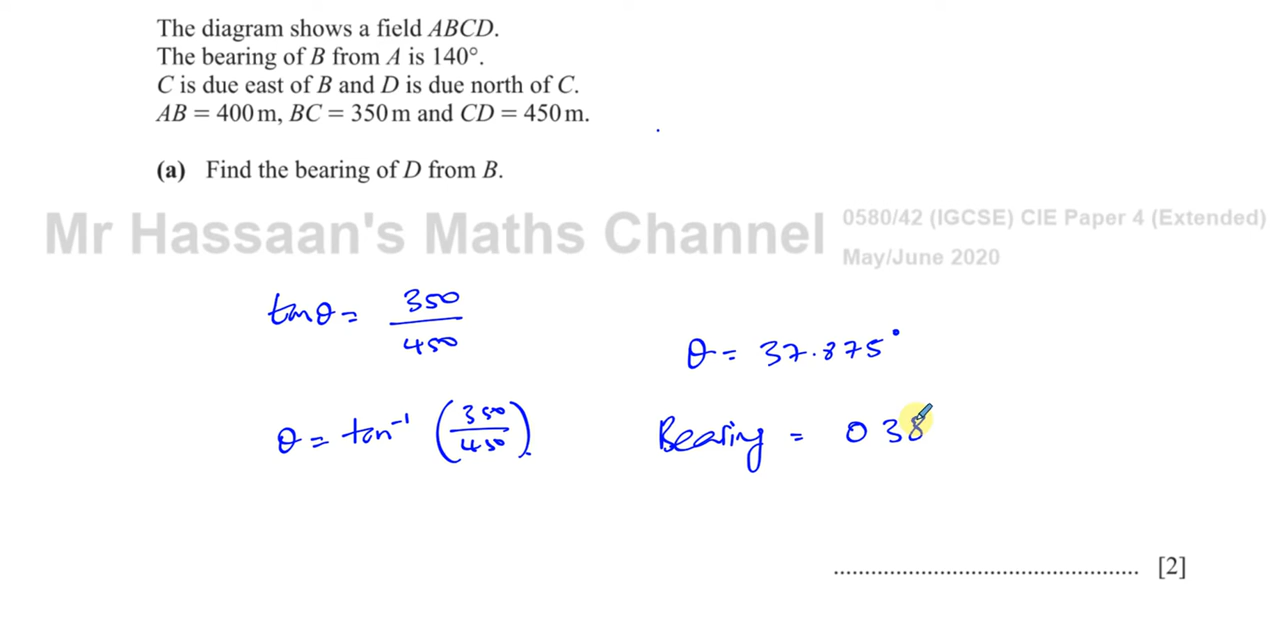 The diagram shows a field ABCD.
The bearing of B from A is 140°.
C is due east of B and D is due north of C.
AB = 400 m, BC = 350 m and CD = 450 m.
(a) Find the bearing of D from B.
Mr Hassaan's Maths Channel
0580/42 (IGCSE) CIE Paper 4 (Extended)
May/June 2020
tanθ = 350/450
θ = 37.875°
θ = tan⁻¹ (350/450)
Bearing = 038
................................................. [2]